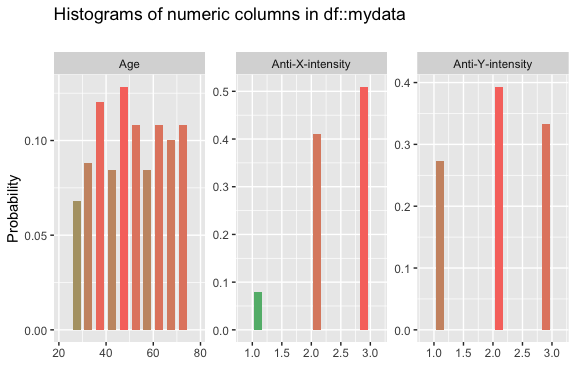 Histograms of numeric columns in df::mydata
Age
Anti-X-intensity
Anti-Y-intensity
Probability
0.10
0.05
0.00
20 40 60 80
0.5
0.4
0.3
0.2
0.1
0.0
1.0 1.5 2.0 2.5 3.0
0.4
0.3
0.2
0.1
0.0
1.0 1.5 2.0 2.5 3.0